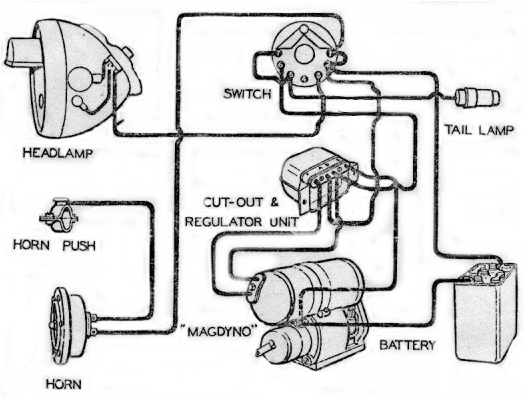 SWITCH
TAIL LAMP
HEADLAMP
CUT-OUT &
REGULATOR UNIT
HORN PUSH
"MAGDYNO"
BATTERY
HORN